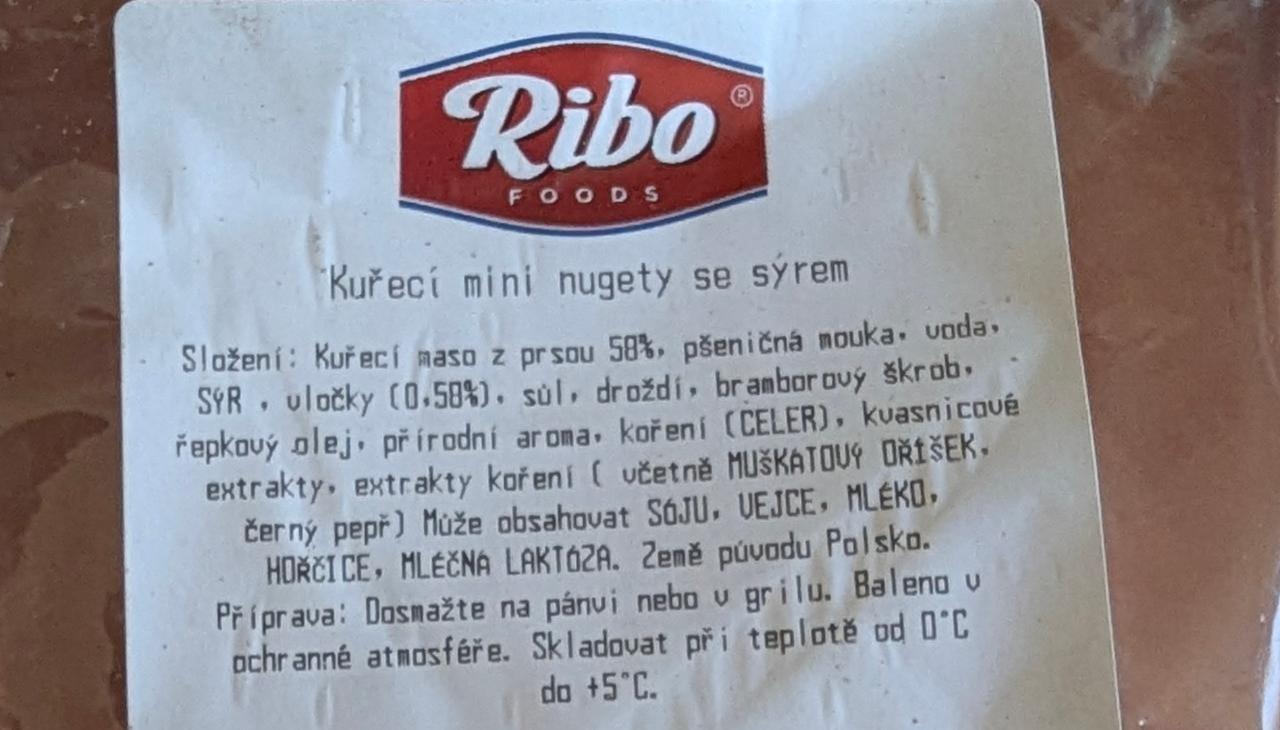 Ribo ®
FOODS
Kuřecí mini nugety se sýrem
Složení: Kuřecí maso z prsou 58%, pšeničná mouka, voda,
SÝR , vločky (0,58%), sůl, droždí, bramborový škrob,
řepkový olej, přírodní aroma, koření (CELER), kvasnicové
extrakty, extrakty koření ( včetně MUŠKÁTOVÝ OŘÍŠEK,
černý pepř) Může obsahovat SÓJU, VEJCE, MLÉKO,
HOŘČICE, MLÉČNÁ LAKTÓZA. Země původu Polsko.
Příprava: Dosmažte na pánvi nebo v grilu. Baleno v
ochranné atmosféře. Skladovat při teplotě od 0°C
do +5°C.